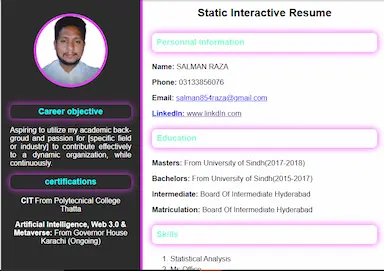 Static Interactive Resume
Career objective
Aspiring to utilize my academic back-
groud and passion for [specific field
or industry] to contribute effectively
to a dynamic organization, while
continuously.
certifications
CIT From Polytecnical College
Thatta
Artificial Intelligence, Web 3.0 &
Metaverse: From Governor House
Karachi (Ongoing)
Personnal Information
Name: SALMAN RAZA
Phone: 03133856076
Email: salman854raza@gmail.com
LinkedIn: www.linkdin.com
Education
Masters: From University of Sindh(2017-2018)
Bachelors: From University of Sindh(2015-2017)
Intermediate: Board Of Intermediate Hyderabad
Matriculation: Board Of Intermediate Hyderabad
Skills
1. Statistical Analysis
2. Ms. Office